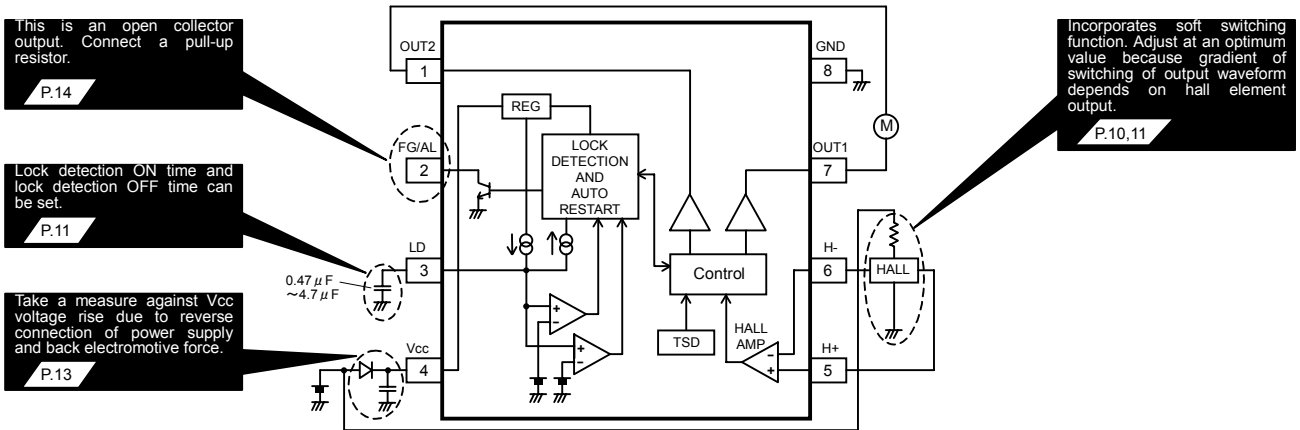 This is an open collector
output. Connect a pull-up
resistor.
P.14
Lock detection ON time and
lock detection OFF time can
be set.
P.11
Take a measure against Vcc
voltage rise due to reverse
connection of power supply
and back electromotive force.
P.13
OUT2
1
FG/AL
2
LD
3
0.47μF
~4.7μF
Vcc
4
REG
LOCK
DETECTION
AND
AUTO
RESTART
+
−
+
−
Control
TSD
HALL
AMP
−
+
GND
8
M
OUT1
7
H-
6
HALL
H+
5
Incorporates soft switching
function. Adjust at an optimum
value because gradient of
switching of output waveform
depends on hall element
output.
P.10,11